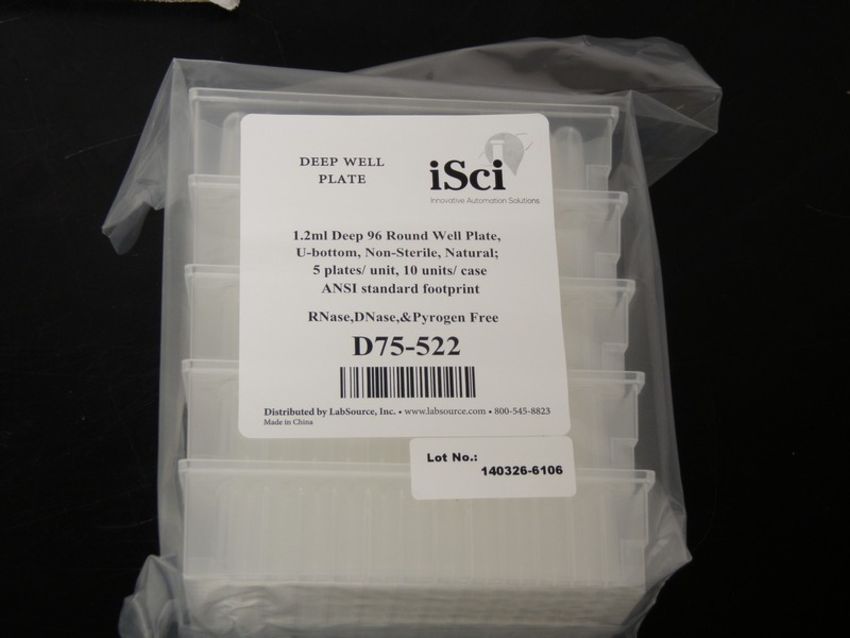 DEEP WELL
PLATE
iSci
Innovative Automation Solutions
1.2ml Deep 96 Round Well Plate,
U-bottom, Non-Sterile, Natural;
5 plates/ unit, 10 units/ case
ANSI standard footprint
RNase,DNase,&Pyrogen Free
D75-522
Distributed by LabSource, Inc. • www.labsource.com • 800-545-8823
Made in China
Lot No.:
140326-6106